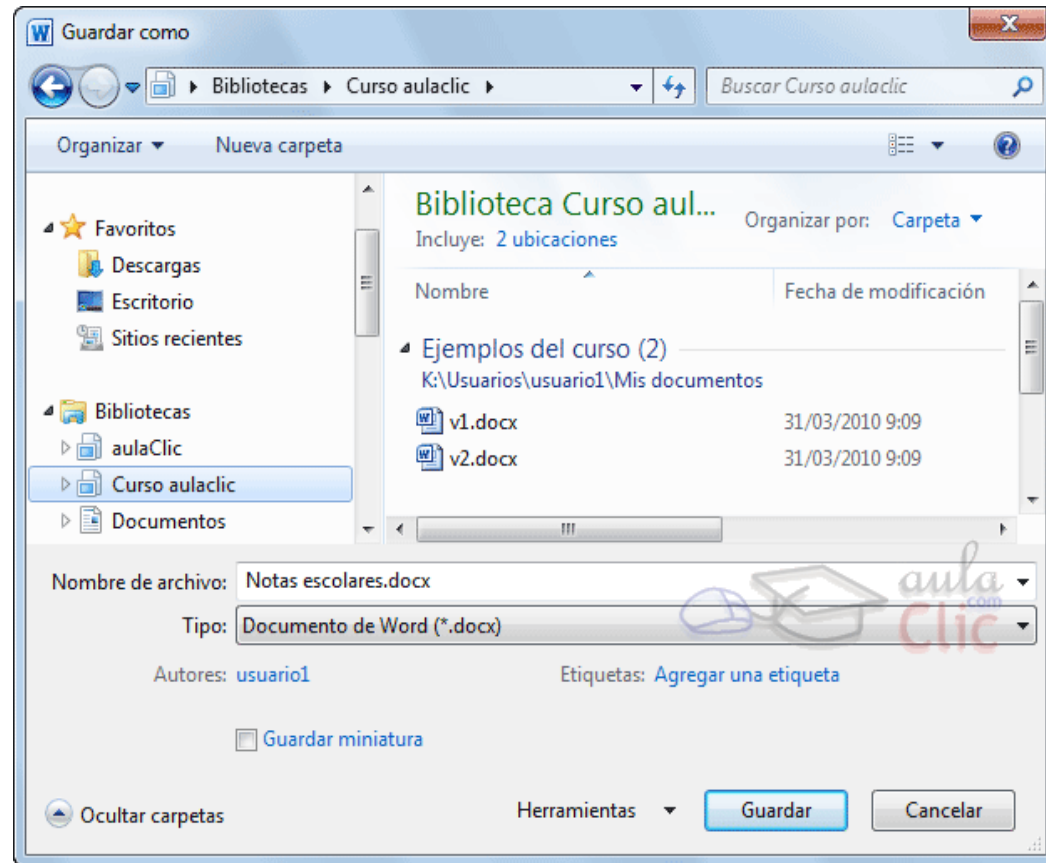 Guardar como
Bibliotecas Curso aulaclic
Buscar Curso aulaclic
Organizar Nueva carpeta
Favoritos
Descargas
Escritorio
Sitios recientes
Bibliotecas
aulaClic
Curso aulaclic
Documentos
Biblioteca Curso aul...
Incluye: 2 ubicaciones
Organizar por: Carpeta
Nombre Fecha de modificación
Ejemplos del curso (2)
K:\Usuarios\usuario1\Mis documentos
v1.docx 31/03/2010 9:09
v2.docx 31/03/2010 9:09
Nombre de archivo: Notas escolares.docx
Tipo: Documento de Word (*.docx)
aula
Clic
.com
Autores: usuario1 Etiquetas: Agregar una etiqueta
Guardar miniatura
Ocultar carpetas Herramientas Guardar Cancelar